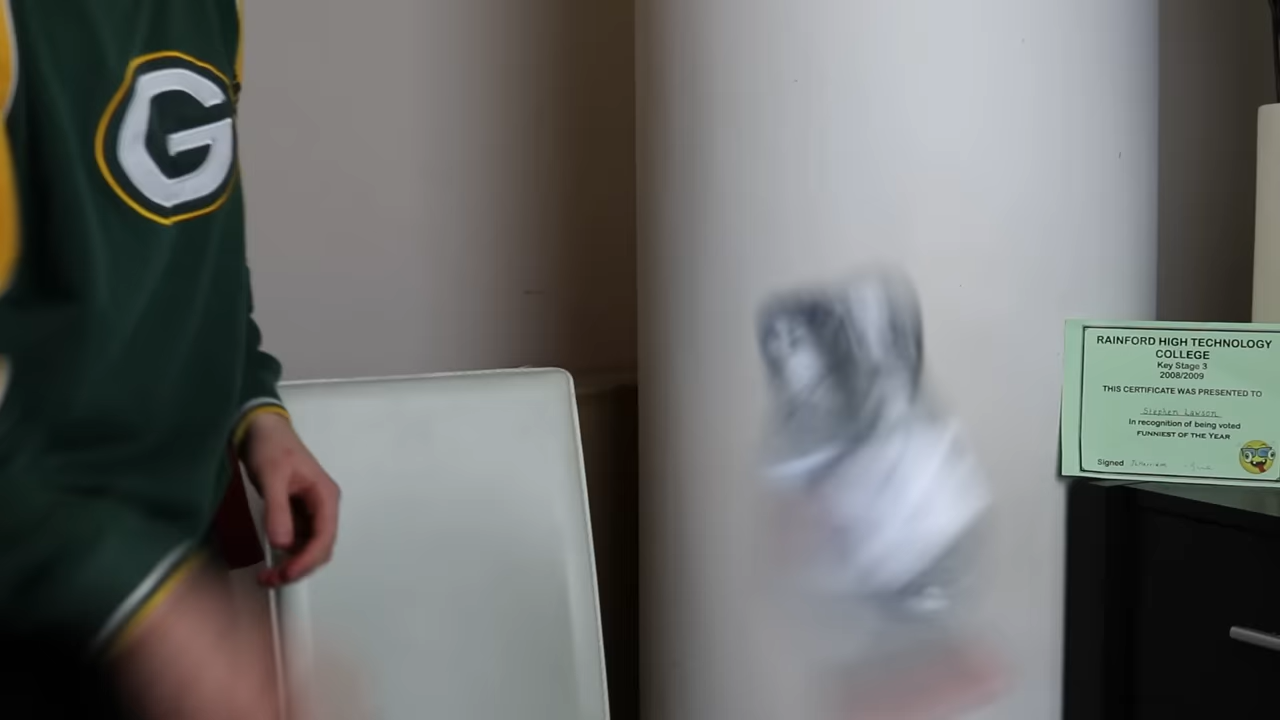 G
RAINFORD HIGH TECHNOLOGY
COLLEGE
Key Stage 3
2008/2009
THIS CERTIFICATE WAS PRESENTED TO
Stephen Lawson
In recognition of being voted
FUNNIEST OF THE YEAR
Signed